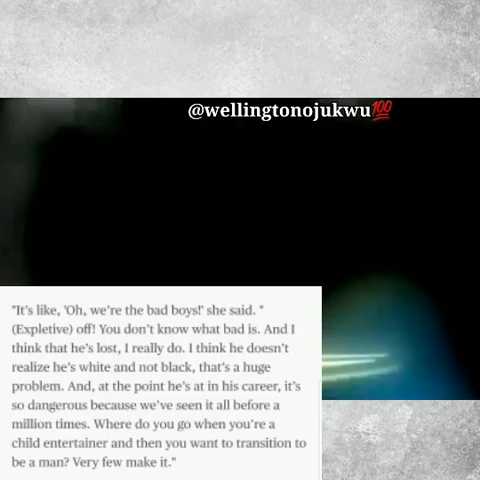 @wellingtonojukwu💯
"It's like, 'Oh, we're the bad boys!' she said. "
(Expletive) off! You don't know what bad is. And I
think that he's lost, I really do. I think he doesn't
realize he's white and not black, that's a huge
problem. And, at the point he's at in his career, it's
so dangerous because we've seen it all before a
million times. Where do you go when you're a
child entertainer and then you want to transition to
be a man? Very few make it."